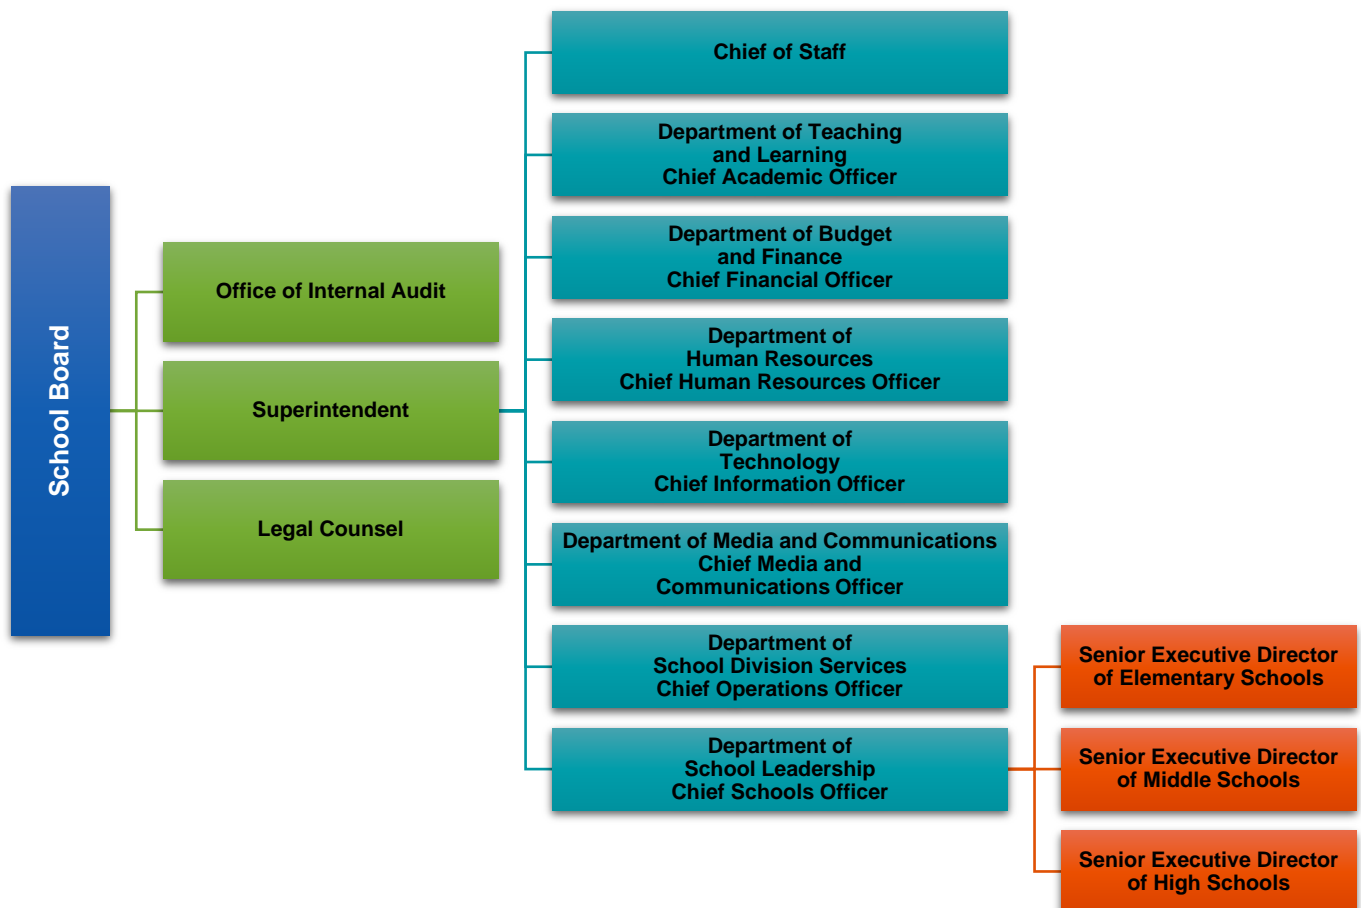 School Board
Office of Internal Audit
Superintendent
Legal Counsel
Chief of Staff
Department of Teaching
and Learning
Chief Academic Officer
Department of Budget
and Finance
Chief Financial Officer
Department of
Human Resources
Chief Human Resources Officer
Department of
Technology
Chief Information Officer
Department of Media and Communications
Chief Media and
Communications Officer
Department of
School Division Services
Chief Operations Officer
Department of
School Leadership
Chief Schools Officer
Senior Executive Director
of Elementary Schools
Senior Executive Director
of Middle Schools
Senior Executive Director
of High Schools